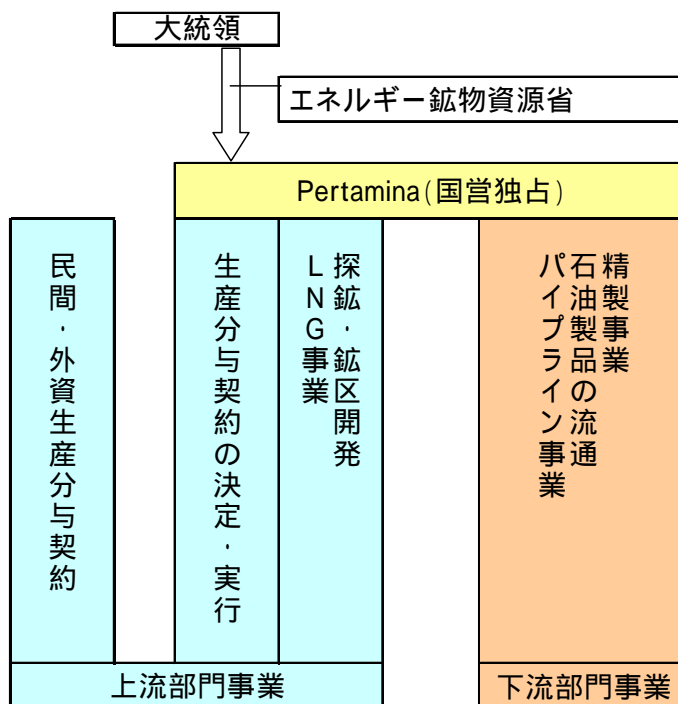 大統領
エネルギー鉱物資源省
Pertamina(国営独占)
民間・外資生産分与契約
生産分与契約の決定・実行
探鉱・鉱区開発
LNG事業
精製事業
石油製品の流通
パイプライン事業
上流部門事業
下流部門事業